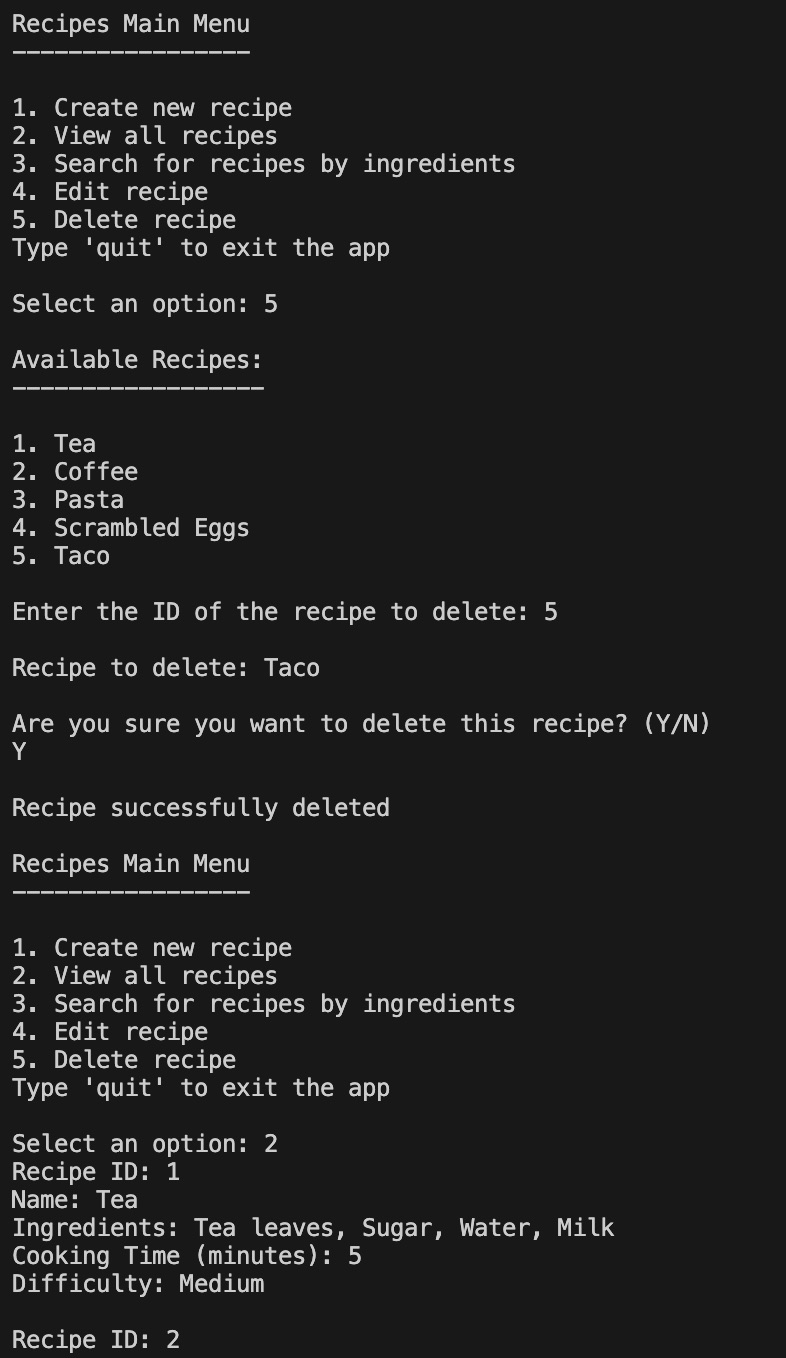 Recipes Main Menu
-----------------
1. Create new recipe
2. View all recipes
3. Search for recipes by ingredients
4. Edit recipe
5. Delete recipe
Type 'quit' to exit the app
Select an option: 5
Available Recipes:
------------------
1. Tea
2. Coffee
3. Pasta
4. Scrambled Eggs
5. Taco
Enter the ID of the recipe to delete: 5
Recipe to delete: Taco
Are you sure you want to delete this recipe? (Y/N)
Y
Recipe successfully deleted
Recipes Main Menu
-----------------
1. Create new recipe
2. View all recipes
3. Search for recipes by ingredients
4. Edit recipe
5. Delete recipe
Type 'quit' to exit the app
Select an option: 2
Recipe ID: 1
Name: Tea
Ingredients: Tea leaves, Sugar, Water, Milk
Cooking Time (minutes): 5
Difficulty: Medium
Recipe ID: 2